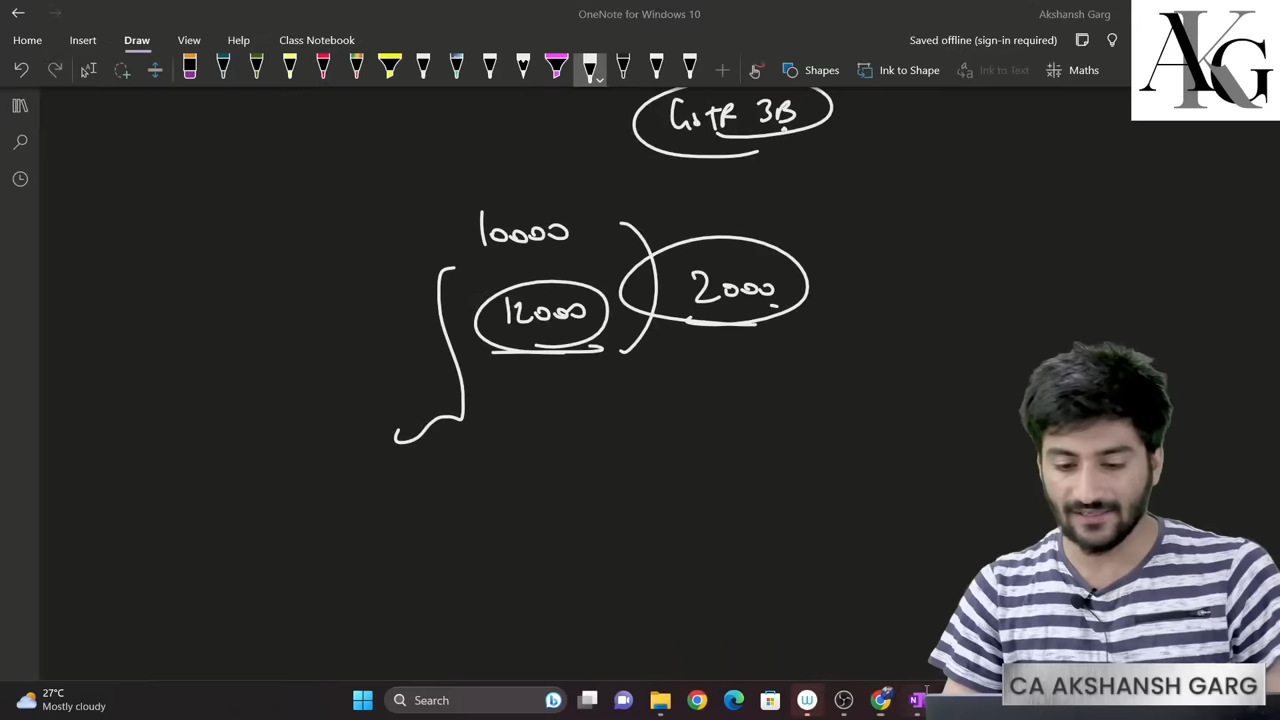 OneNote for Windows 10
Akshansh Garg
Home Insert Draw View Help Class Notebook
Saved offline (sign-in required)
Shapes Ink to Shape Ink to Text Maths
AKG
GSTR 3B
10000
12000
2000
CA AKSHANSH GARG
27°C
Mostly cloudy
Search